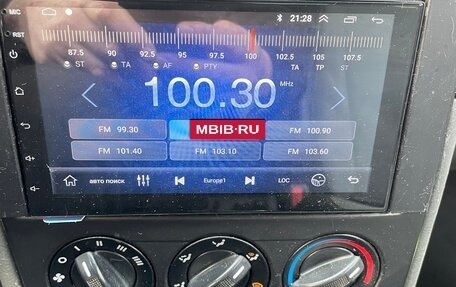 MIC
21:28
RST
87.5 90 92.5 95 97.5 100 102.5 105 107.5
ST TA AF PTY TA TP ST
100.30 MHz
FM 99.30
MBIB·RU
FM 100.90
FM 101.40
FM 103.10
FM 103.60
авто поиск
Europe1
LOC